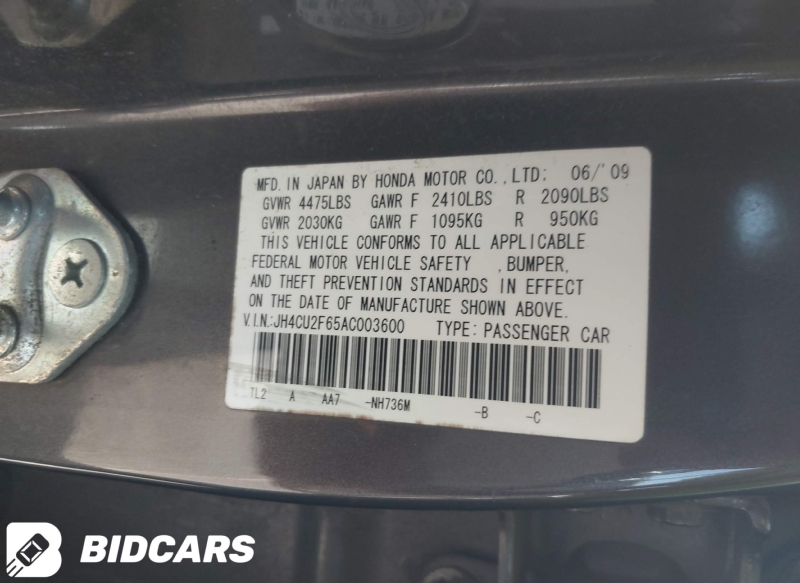 MFD. IN JAPAN BY HONDA MOTOR CO., LTD: 06/'09
GVWR 4475LBS GAWR F 2410LBS R 2090LBS
GVWR 2030KG GAWR F 1095KG R 950KG
THIS VEHICLE CONFORMS TO ALL APPLICABLE
FEDERAL MOTOR VEHICLE SAFETY , BUMPER,
AND THEFT PREVENTION STANDARDS IN EFFECT
ON THE DATE OF MANUFACTURE SHOWN ABOVE.
V.I.N.:JH4CU2F65AC003600 TYPE: PASSENGER CAR
TL2 A AA7 -NH736M -B -C
BIDCARS